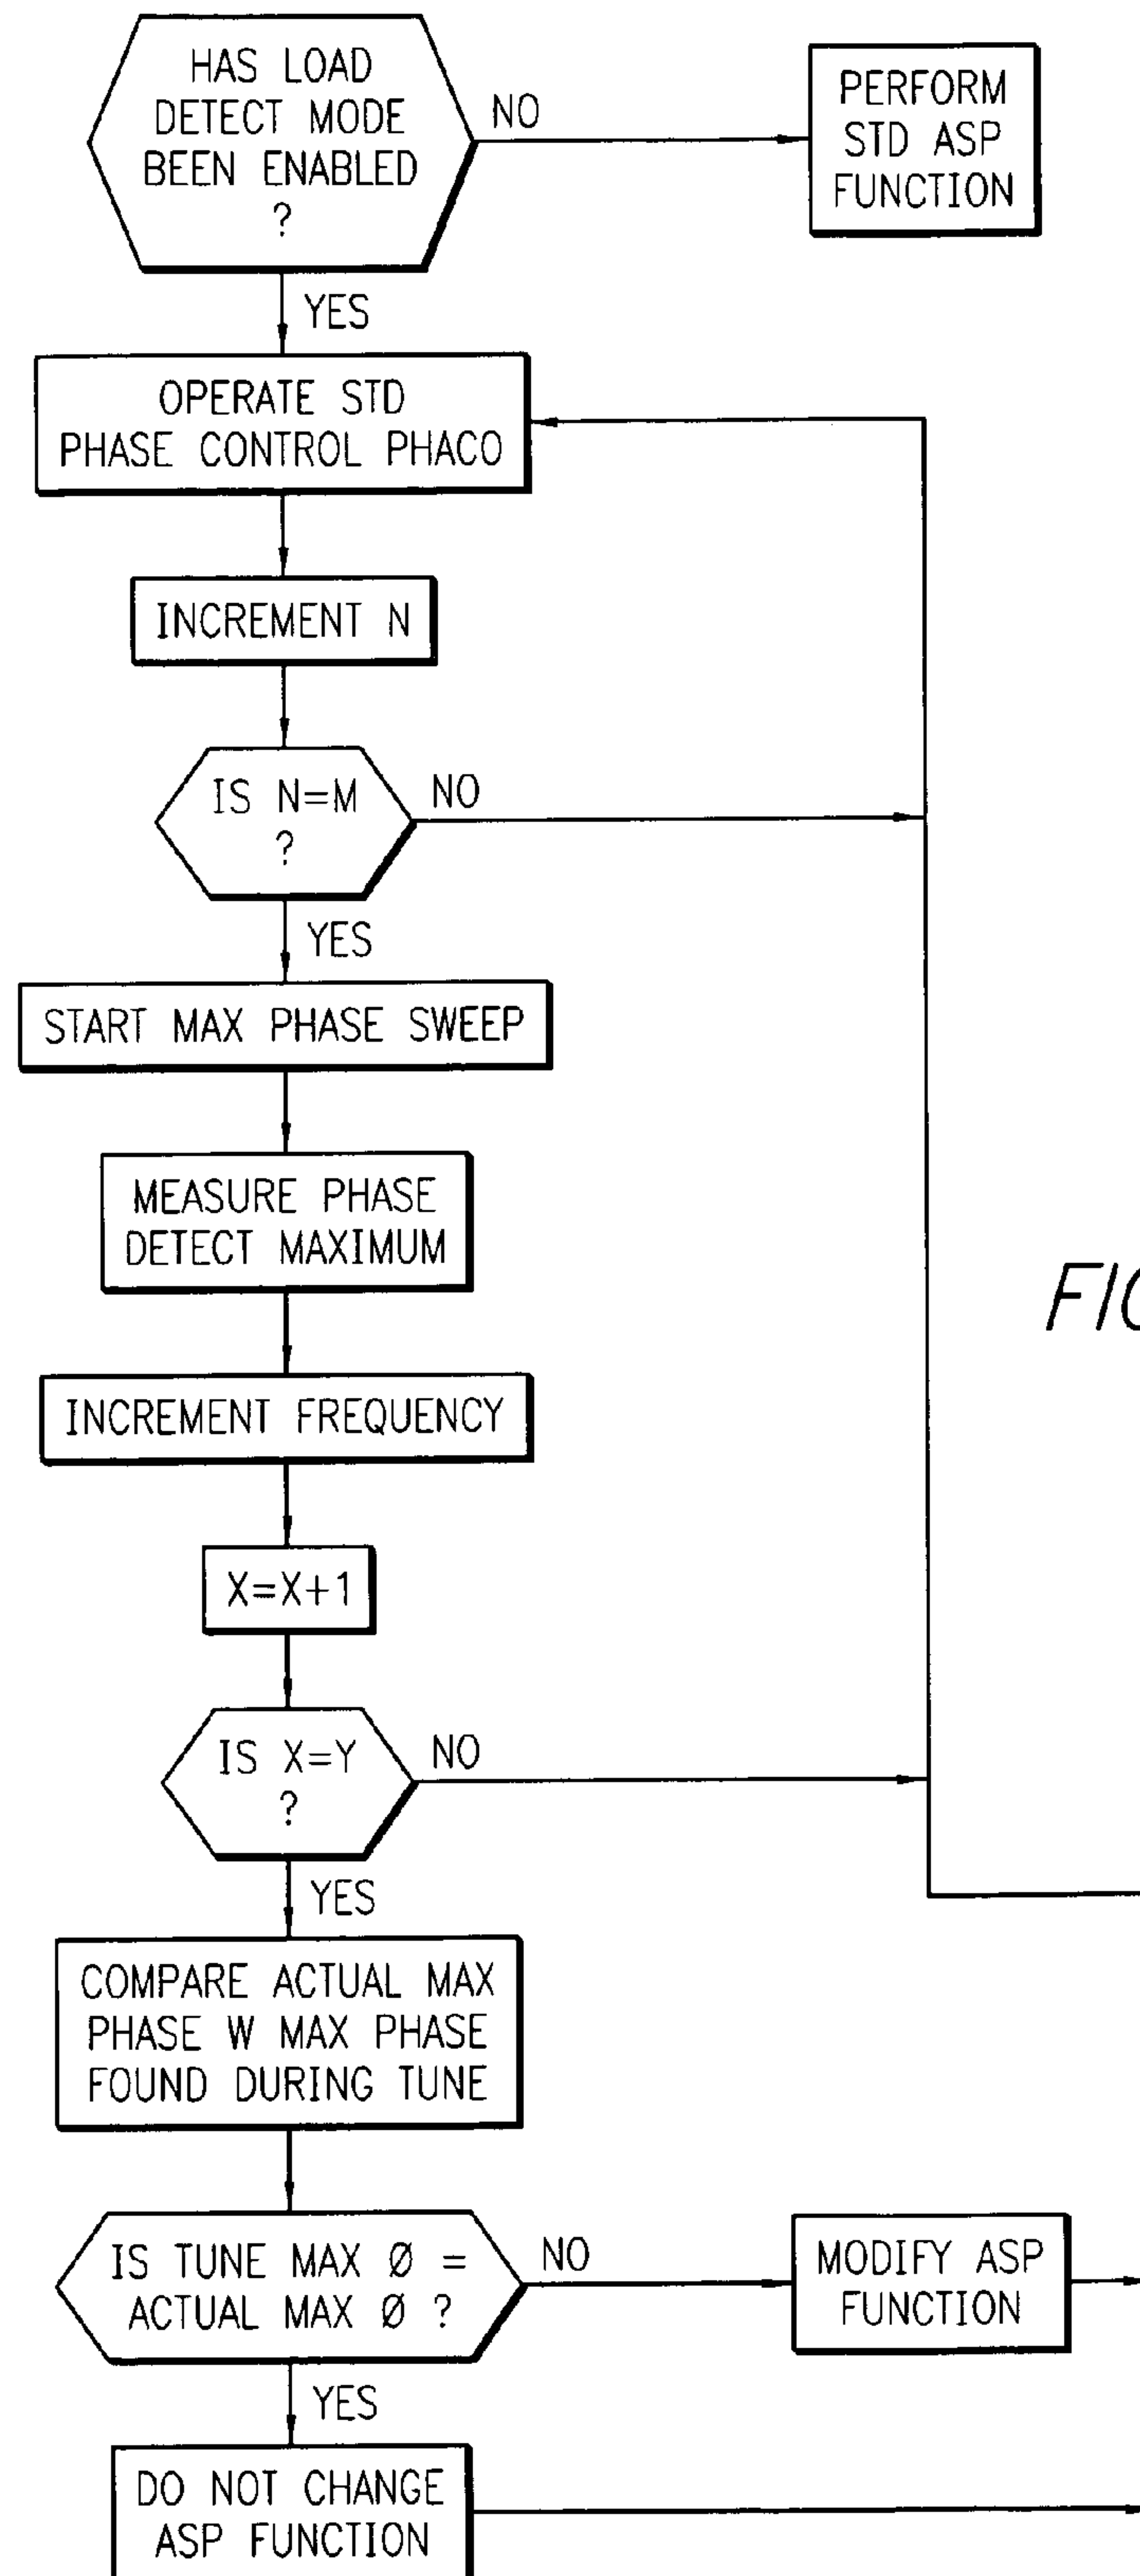 HAS LOAD
DETECT MODE
BEEN ENABLED
?
NO
PERFORM
STD ASP
FUNCTION
YES
OPERATE STD
PHASE CONTROL PHACO
INCREMENT N
IS N=M
?
NO
YES
START MAX PHASE SWEEP
MEASURE PHASE
DETECT MAXIMUM
INCREMENT FREQUENCY
X=X+1
IS X=Y
?
NO
YES
COMPARE ACTUAL MAX
PHASE W MAX PHASE
FOUND DURING TUNE
IS TUNE MAX Ø =
ACTUAL MAX Ø ?
NO
MODIFY ASP
FUNCTION
YES
DO NOT CHANGE
ASP FUNCTION